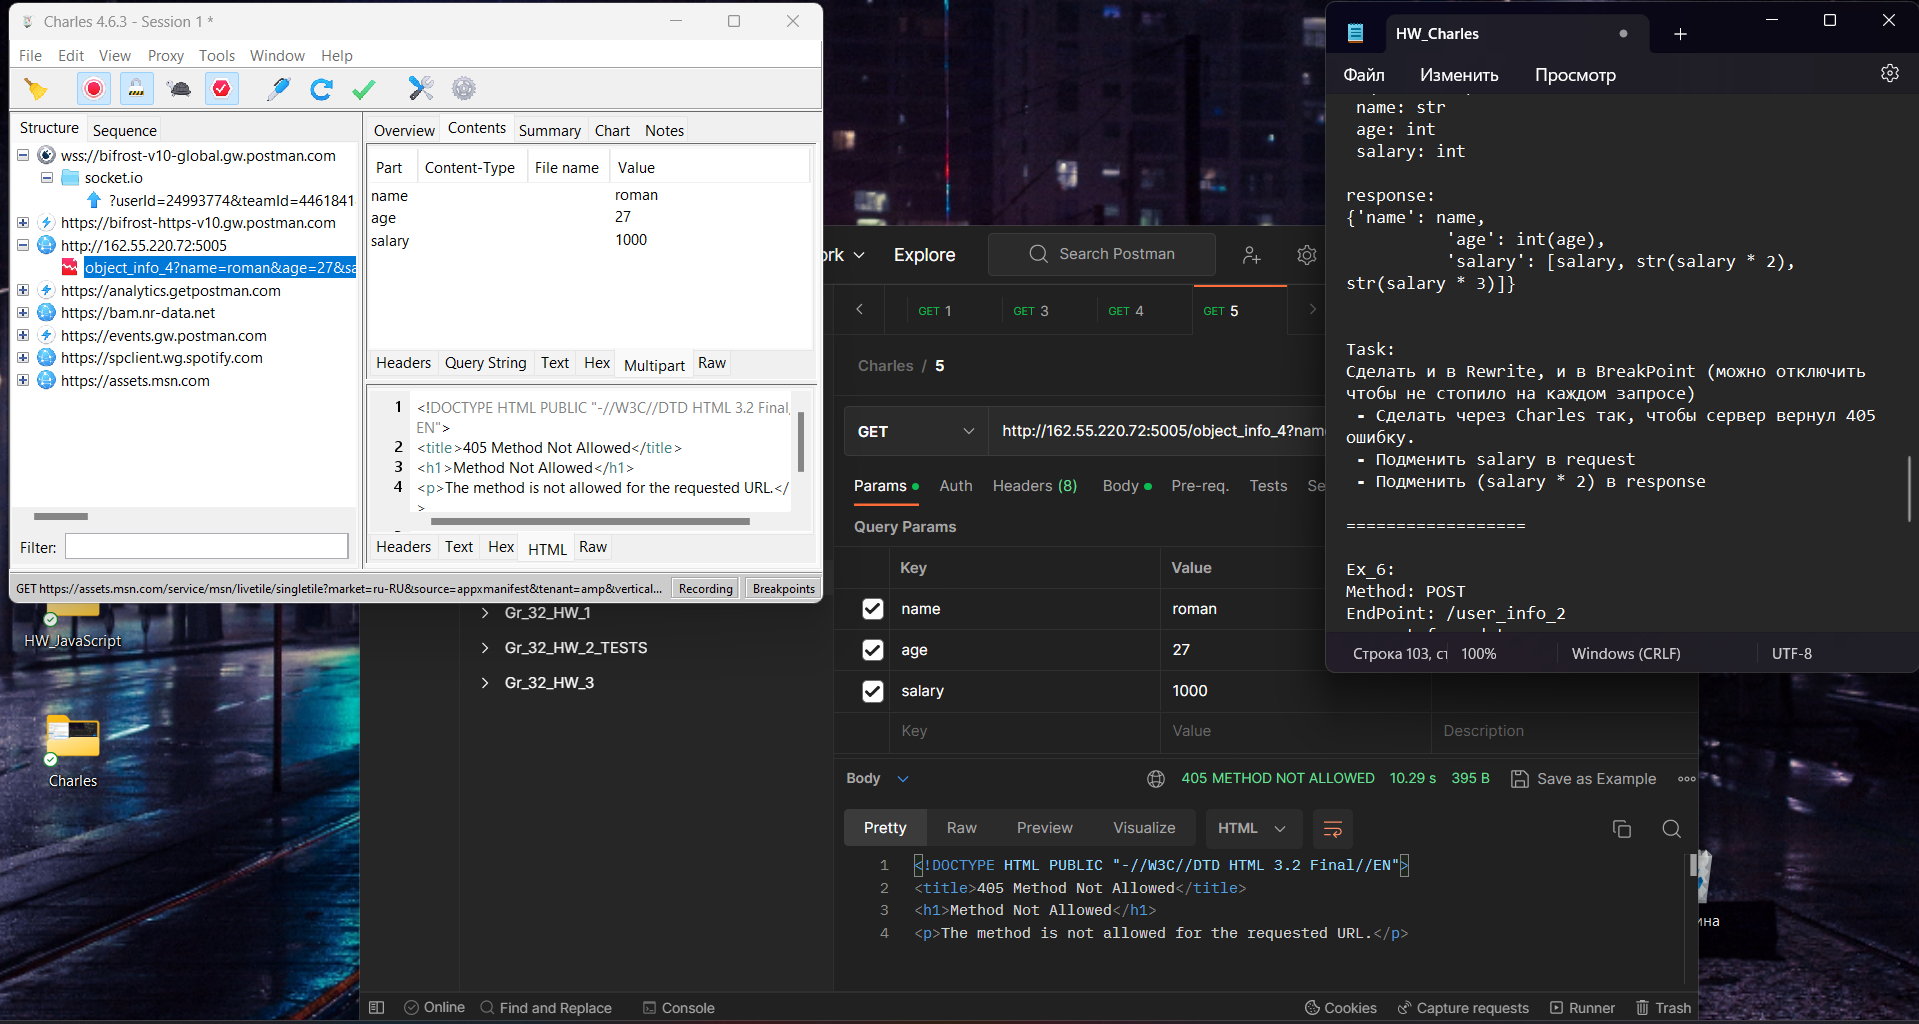 Charles 4.6.3 - Session 1 *
File Edit View Proxy Tools Window Help
Structure Sequence
wss://bifrost-v10-global.gw.postman.com
socket.io
?userId=24993774&teamId=4461841
https://bifrost-https-v10.gw.postman.com
http://162.55.220.72:5005
object_info_4?name=roman&age=27&sa
https://analytics.getpostman.com
https://bam.nr-data.net
https://events.gw.postman.com
https://spclient.wg.spotify.com
https://assets.msn.com
Filter:
Overview Contents Summary Chart Notes
Part Content-Type File name Value
name roman
age 27
salary 1000
Headers Query String Text Hex Multipart Raw
1 <!DOCTYPE HTML PUBLIC "-//W3C//DTD HTML 3.2 Final/
EN">
2 <title>405 Method Not Allowed</title>
3 <h1>Method Not Allowed</h1>
4 <p>The method is not allowed for the requested URL.</
>
Headers Text Hex HTML Raw
GET https://assets.msn.com/service/msn/livetile/singletile?market=ru-RU&source=appxmanifest&tenant=amp&vertical... Recording Breakpoints
HW_JavaScript
Charles
Gr_32_HW_1
Gr_32_HW_2_TESTS
Gr_32_HW_3
rk Explore Search Postman
GET 1 GET 3 GET 4 GET 5
Charles / 5
GET http://162.55.220.72:5005/object_info_4?nam
Params Auth Headers (8) Body Pre-req. Tests Se
Query Params
Key Value
name roman
age 27
salary 1000
Key Value Description
Body 405 METHOD NOT ALLOWED 10.29 s 395 B Save as Example
Pretty Raw Preview Visualize HTML
1 <!DOCTYPE HTML PUBLIC "-//W3C//DTD HTML 3.2 Final//EN">
2 <title>405 Method Not Allowed</title>
3 <h1>Method Not Allowed</h1>
4 <p>The method is not allowed for the requested URL.</p>
Online Find and Replace Console Cookies Capture requests Runner Trash
ина
HW_Charles
Файл Изменить Просмотр
name: str
age: int
salary: int
response:
{'name': name,
'age': int(age),
'salary': [salary, str(salary * 2),
str(salary * 3)]}
Task:
Сделать и в Rewrite, и в BreakPoint (можно отключить
чтобы не стопило на каждом запросе)
- Сделать через Charles так, чтобы сервер вернул 405
ошибку.
- Подменить salary в request
- Подменить (salary * 2) в response
==================
Ex_6:
Method: POST
EndPoint: /user_info_2
Строка 103, ст 100% Windows (CRLF) UTF-8